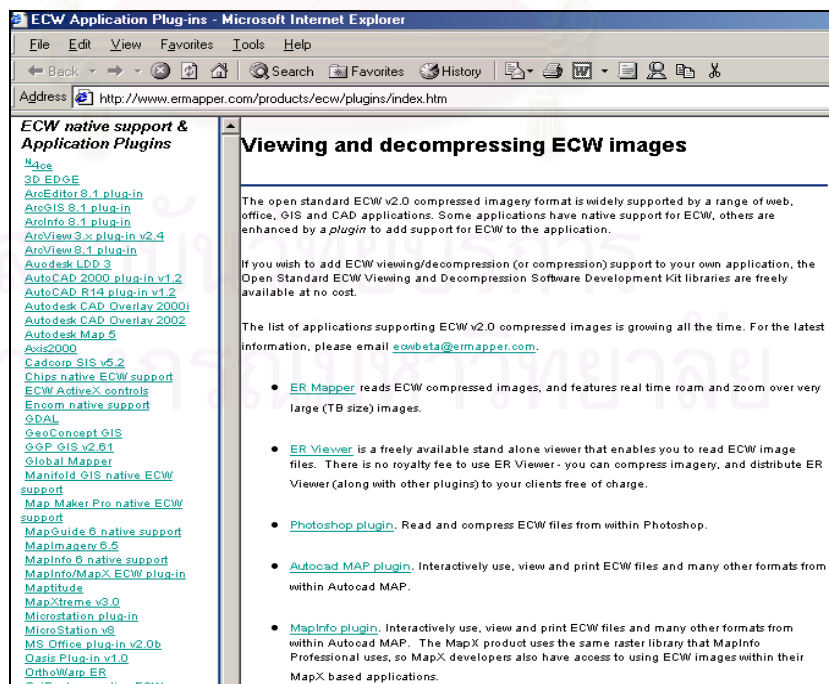 ECW Application Plug-ins - Microsoft Internet Explorer
File Edit View Favorites Tools Help
Back Search Favorites History
Address http://www.ermapper.com/products/ecw/plugins/index.htm
ECW native support &
Application Plugins
N4ce
3D EDGE
ArcEditor 8.1 plug-in
ArcGIS 8.1 plug-in
ArcInfo 8.1 plug-in
ArcView 3.x plug-in v2.4
ArcView 8.1 plug-in
Auodesk LDD 3
AutoCAD 2000 plug-in v1.2
AutoCAD R14 plug-in v1.2
Autodesk CAD Overlay 2000i
Autodesk CAD Overlay 2002
Autodesk Map 5
Axis2000
Cadcorp SIS v5.2
Chips native ECW support
ECW ActiveX controls
Encom native support
GDAL
GeoConcept GIS
GGP GIS v2.61
Global Mapper
Manifold GIS native ECW
support
Map Maker Pro native ECW
support
MapGuide 6 native support
MapImagery 6.5
MapInfo 6 native support
MapInfo/MapX ECW plug-in
Maptitude
MapXtreme v3.0
Microstation plug-in
MicroStation v8
MS Office plug-in v2.0b
Oasis Plug-in v1.0
OrthoWarp ER
Viewing and decompressing ECW images
The open standard ECW v2.0 compressed imagery format is widely supported by a range of web,
office, GIS and CAD applications. Some applications have native support for ECW, others are
enhanced by a plugin to add support for ECW to the application.
If you wish to add ECW viewing/decompression (or compression) support to your own application, the
Open Standard ECW Viewing and Decompression Software Development Kit libraries are freely
available at no cost.
The list of applications supporting ECW v2.0 compressed images is growing all the time. For the latest
information, please email ecwbeta@ermapper.com.
• ER Mapper reads ECW compressed images, and features real time roam and zoom over very
large (TB size) images.
• ER Viewer is a freely available stand alone viewer that enables you to read ECW image
files. There is no royalty fee to use ER Viewer - you can compress imagery, and distribute ER
Viewer (along with other plugins) to your clients free of charge.
• Photoshop plugin. Read and compress ECW files from within Photoshop.
• Autocad MAP plugin. Interactively use, view and print ECW files and many other formats from
within Autocad MAP.
• MapInfo plugin. Interactively use, view and print ECW files and many other formats from
within Autocad MAP. The MapX product uses the same raster library that MapInfo
Professional uses, so MapX developers also have access to using ECW images within their
MapX based applications.